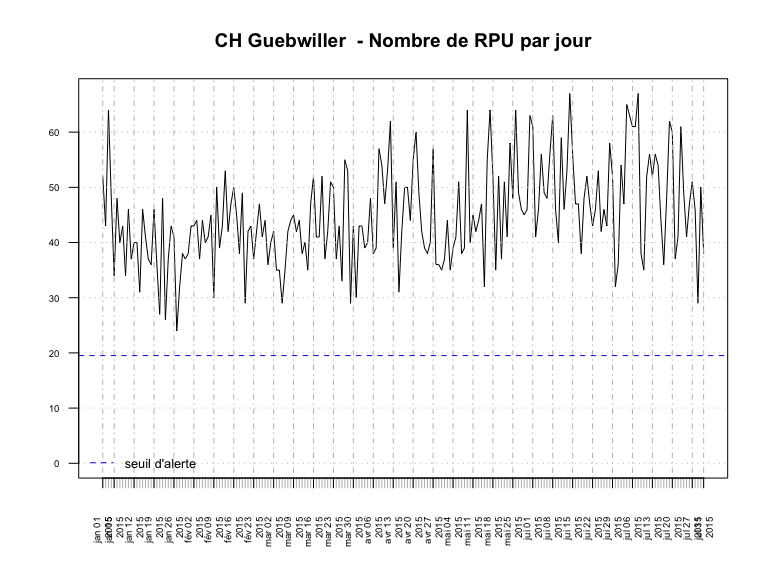 CH Guebwiller - Nombre de RPU par jour
60
50
40
30
20
10
0
seuil d'alerte
jan 01
2015
jan 05
2015
jan 12
2015
jan 19
2015
jan 26
2015
fév 02
2015
fév 09
2015
fév 16
2015
fév 23
2015
mar 02
2015
mar 09
2015
mar 16
2015
mar 23
2015
mar 30
2015
avr 06
2015
avr 13
2015
avr 20
2015
avr 27
2015
mai 04
2015
mai 11
2015
mai 18
2015
mai 25
2015
jui 01
2015
jui 08
2015
jui 15
2015
jui 22
2015
jui 29
2015
jul 06
2015
jul 13
2015
jul 20
2015
jul 27
2015